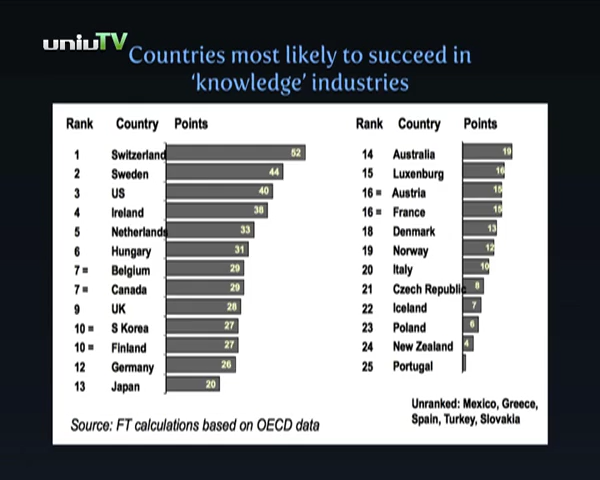 uniuTV
Countries most likely to succeed in
‘knowledge’ industries
Rank Country Points
1 Switzerland 52
2 Sweden 44
3 US 40
4 Ireland 38
5 Netherlands 33
6 Hungary 31
7 = Belgium 29
7 = Canada 29
9 UK 28
10 = S Korea 27
10 = Finland 27
12 Germany 26
13 Japan 20
Rank Country Points
14 Australia 19
15 Luxenburg 16
16 = Austria 15
16 = France 15
18 Denmark 13
19 Norway 12
20 Italy 10
21 Czech Republic 8
22 Iceland 7
23 Poland 6
24 New Zealand 4
25 Portugal
Unranked: Mexico, Greece,
Spain, Turkey, Slovakia
Source: FT calculations based on OECD data